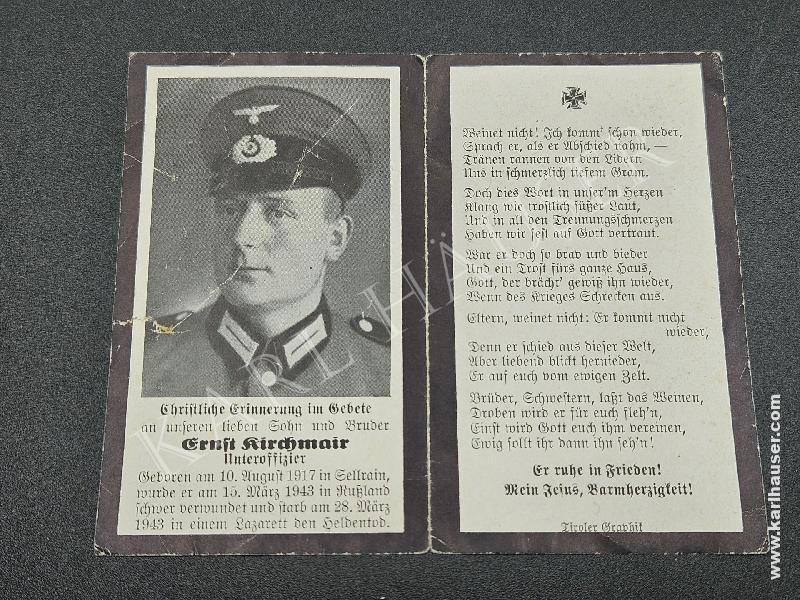 Christliche Erinnerung im Gebete
an unseren lieben Sohn und Bruder
Ernst Kirchmair
Unteroffizier
Geboren am 10. August 1917 in Sellrain,
wurde er am 15. März 1943 in Rußland
schwer verwundet und starb am 28. März
1943 in einem Lazarett den Heldentod.
Weinet nicht! Ich komm' schon wieder,
Sprach er, als er Abschied nahm, —
Tränen rannen von den Lidern
Uns in schmerzlich tiefem Gram.
Doch dies Wort in unser'm Herzen
Klang wie tröstlich süßer Laut,
Und in all den Trennungsschmerzen
Haben wir fest auf Gott vertraut.
War er doch so brav und bieder
Und ein Trost fürs ganze Haus,
Gott, der brächt' gewiß ihn wieder,
Wenn des Krieges Schrecken aus.
Eltern, weinet nicht: Er kommt nicht
wieder,
Denn er schied aus dieser Welt,
Aber liebend blickt hernieder,
Er auf euch vom ewigen Zelt.
Brüder, Schwestern, laßt das Weinen,
Droben wird er für euch fleh'n,
Einst wird Gott euch ihm vereinen,
Ewig sollt ihr dann ihn seh'n!
Er ruhe in Frieden!
Mein Jesus, Barmherzigkeit!
Tiroler Graphik
www.karlhauser.com